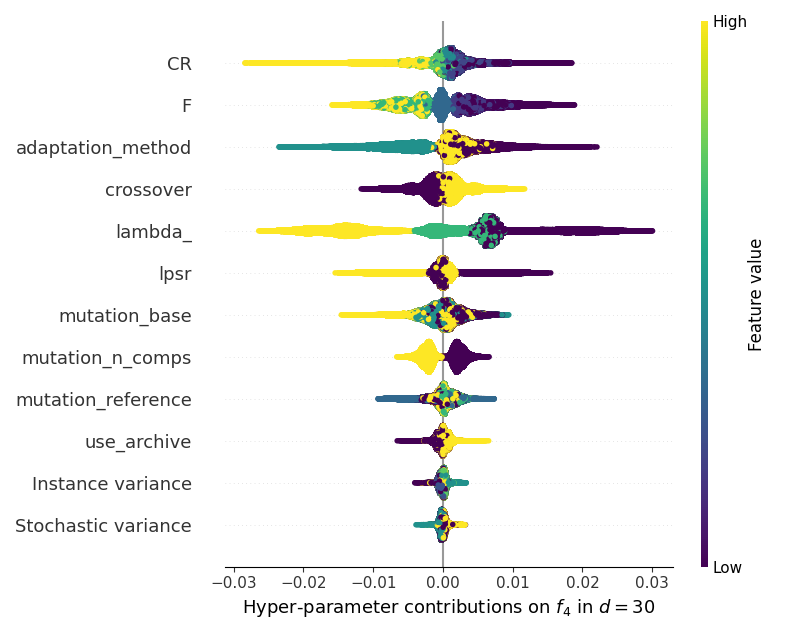 High
CR
F
adaptation_method
crossover
lambda_
lpsr
mutation_base
mutation_n_comps
mutation_reference
use_archive
Instance variance
Stochastic variance
Feature value
Low
−0.03 −0.02 −0.01 0.00 0.01 0.02 0.03
Hyper-parameter contributions on f₄ in d = 30